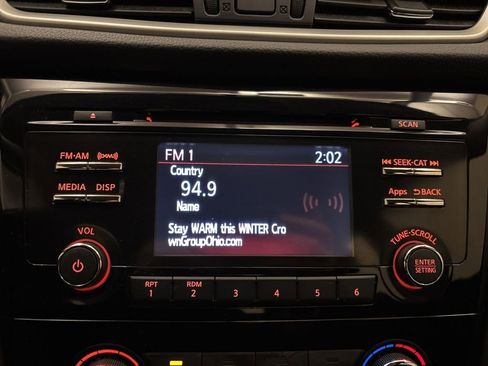 SCAN
FM·AM
MEDIA DISP
VOL
FM 1 2:02
Country
94.9
Name
Stay WARM this WINTER Cro
wnGroupOhio.com
SEEK·CAT
Apps BACK
TUNE·SCROLL
ENTER
SETTING
RPT
1
RDM
2
3
4
5
6